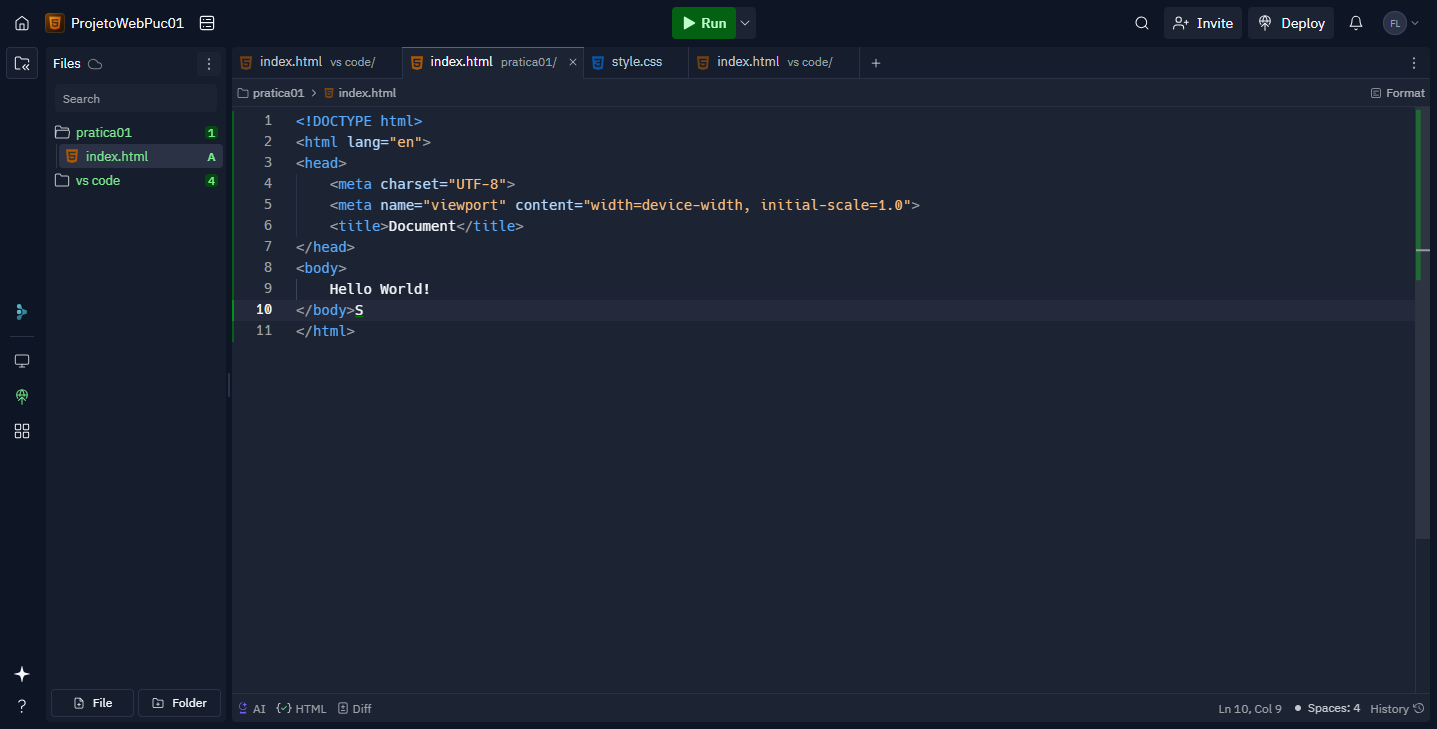 ProjetoWebPuc01
Run
Invite
Deploy
FL
Files
index.html vs code/
index.html pratica01/
style.css
index.html vs code/
Search
pratica01 > index.html
Format
pratica01 1
index.html A
vs code 4
1 <!DOCTYPE html>
2 <html lang="en">
3 <head>
4     <meta charset="UTF-8">
5     <meta name="viewport" content="width=device-width, initial-scale=1.0">
6     <title>Document</title>
7 </head>
8 <body>
9     Hello World!
10 </body>S
11 </html>
File
Folder
AI
HTML
Diff
Ln 10, Col 9
Spaces: 4
History